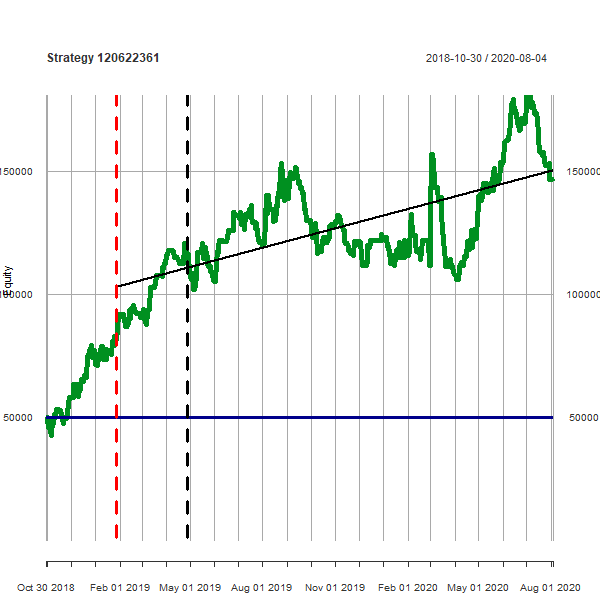 Strategy 120622361
2018-10-30 / 2020-08-04
150000 150000
Equity
100000 100000
50000 50000
Oct 30 2018 Feb 01 2019 May 01 2019 Aug 01 2019 Nov 01 2019 Feb 01 2020 May 01 2020 Aug 01 2020